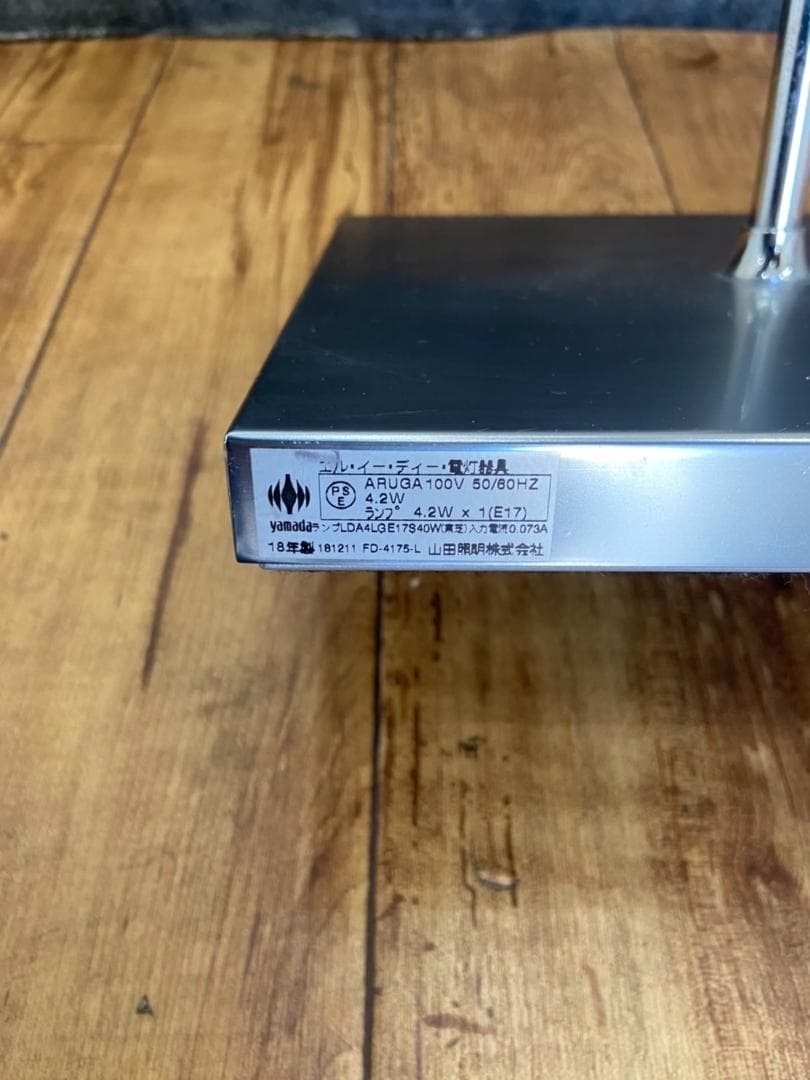 エル・イー・ディー・電灯器具
PS
E
ARUGA 100V 50/60HZ
4.2W
ランプ 4.2W x 1(E17)
yamada ランプLDA4LGE17S40W(東芝)入力電流0.073A
18年製 181211 FD-4175-L 山田照明株式会社